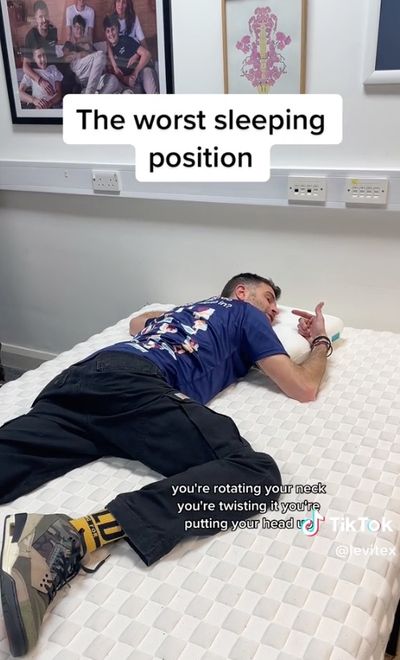 The worst sleeping
position
you're rotating your neck
you're twisting it you're
putting your head up
TikTok
@levitex